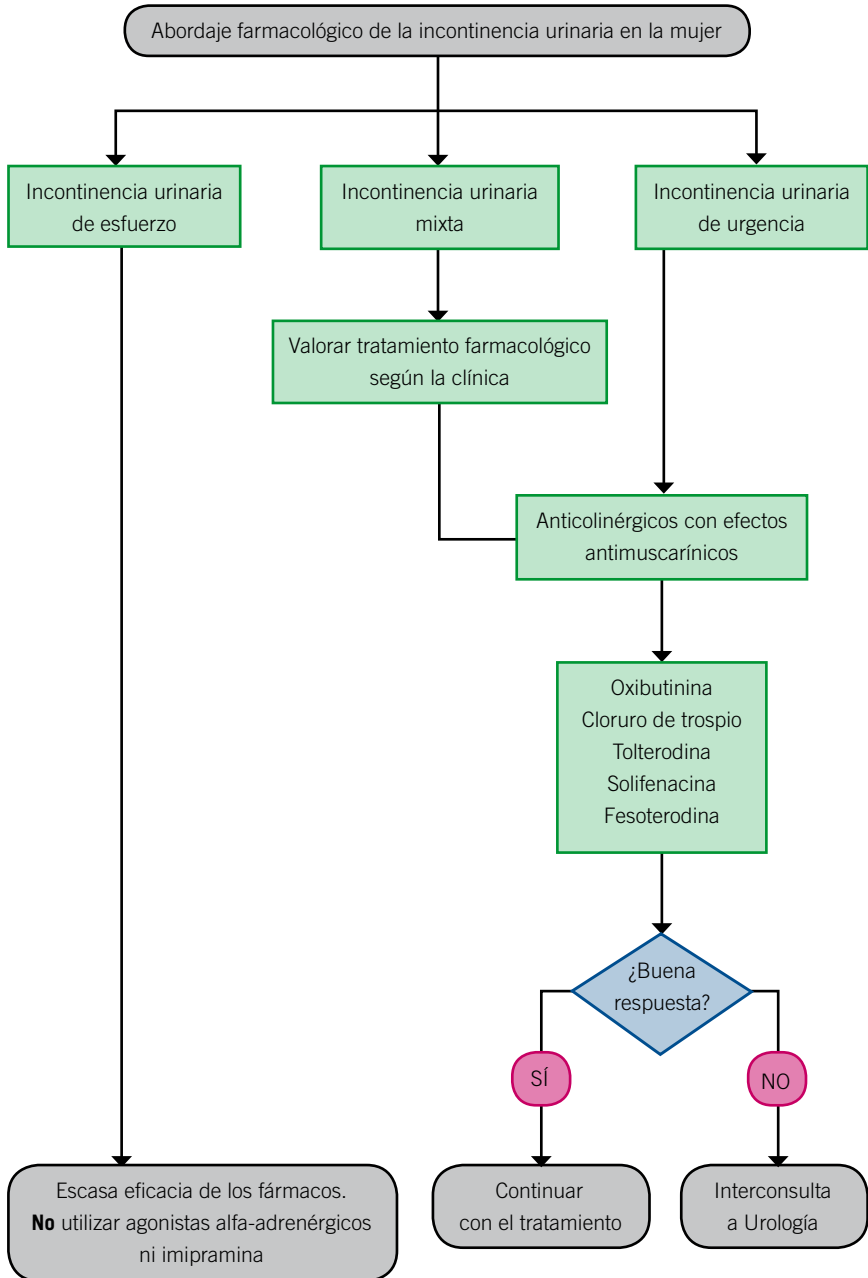 Abordaje farmacológico de la incontinencia urinaria en la mujer
Incontinencia urinaria
de esfuerzo
Incontinencia urinaria
mixta
Incontinencia urinaria
de urgencia
Valorar tratamiento farmacológico
según la clínica
Anticolinérgicos con efectos
antimuscarínicos
Oxibutinina
Cloruro de trospio
Tolterodina
Solifenacina
Fesoterodina
¿Buena
respuesta?
SÍ
NO
Escasa eficacia de los fármacos.
No utilizar agonistas alfa-adrenérgicos
ni imipramina
Continuar
con el tratamiento
Interconsulta
a Urología